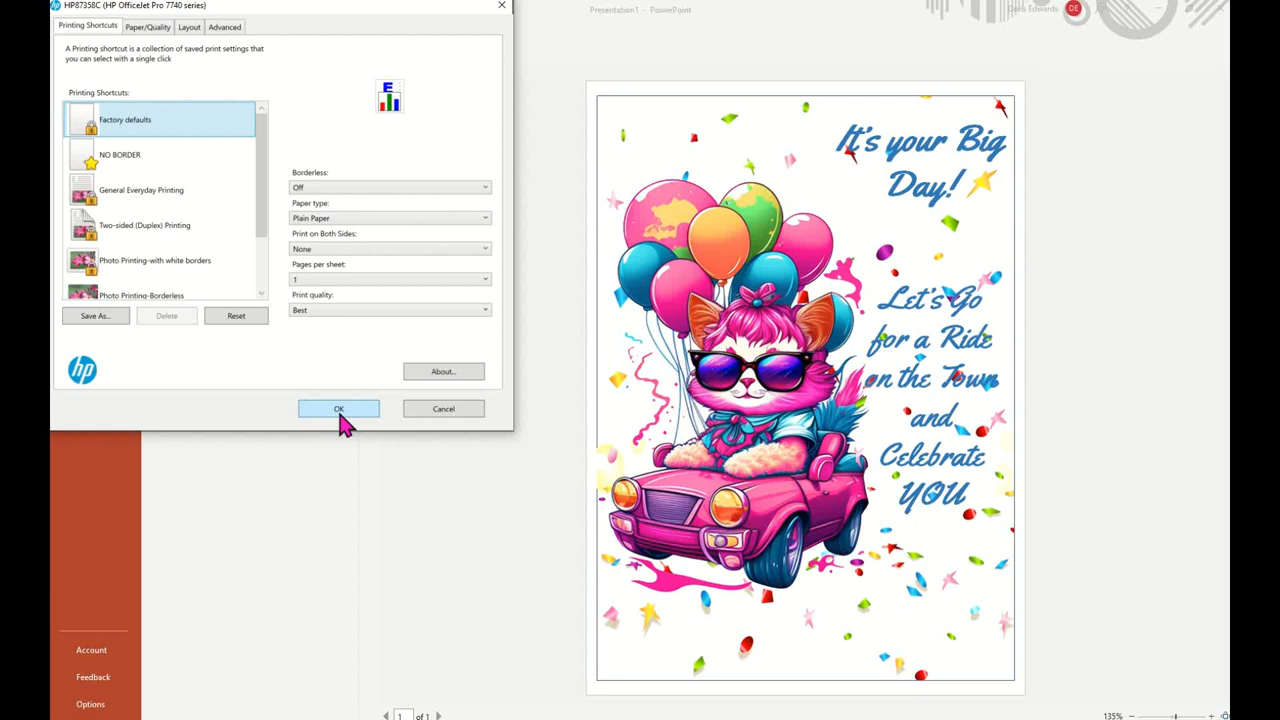 HP87358C (HP OfficeJet Pro 7740 series)
Presentation1 - PowerPoint
Doris Edwards
DE
Printing Shortcuts
Paper/Quality
Layout
Advanced
A Printing shortcut is a collection of saved print settings that
you can select with a single click
E
Printing Shortcuts:
Factory defaults
NO BORDER
General Everyday Printing
Two-sided (Duplex) Printing
Photo Printing-with white borders
Photo Printing-Borderless
Borderless:
Off
Paper type:
Plain Paper
Print on Both Sides:
None
Pages per sheet:
1
Print quality:
Best
Save As...
Delete
Reset
hp
About...
OK
Cancel
It's your Big
Day!
Let's Go
for a Ride
on the Town
and
Celebrate
YOU
Account
Feedback
Options
1 of 1
135%